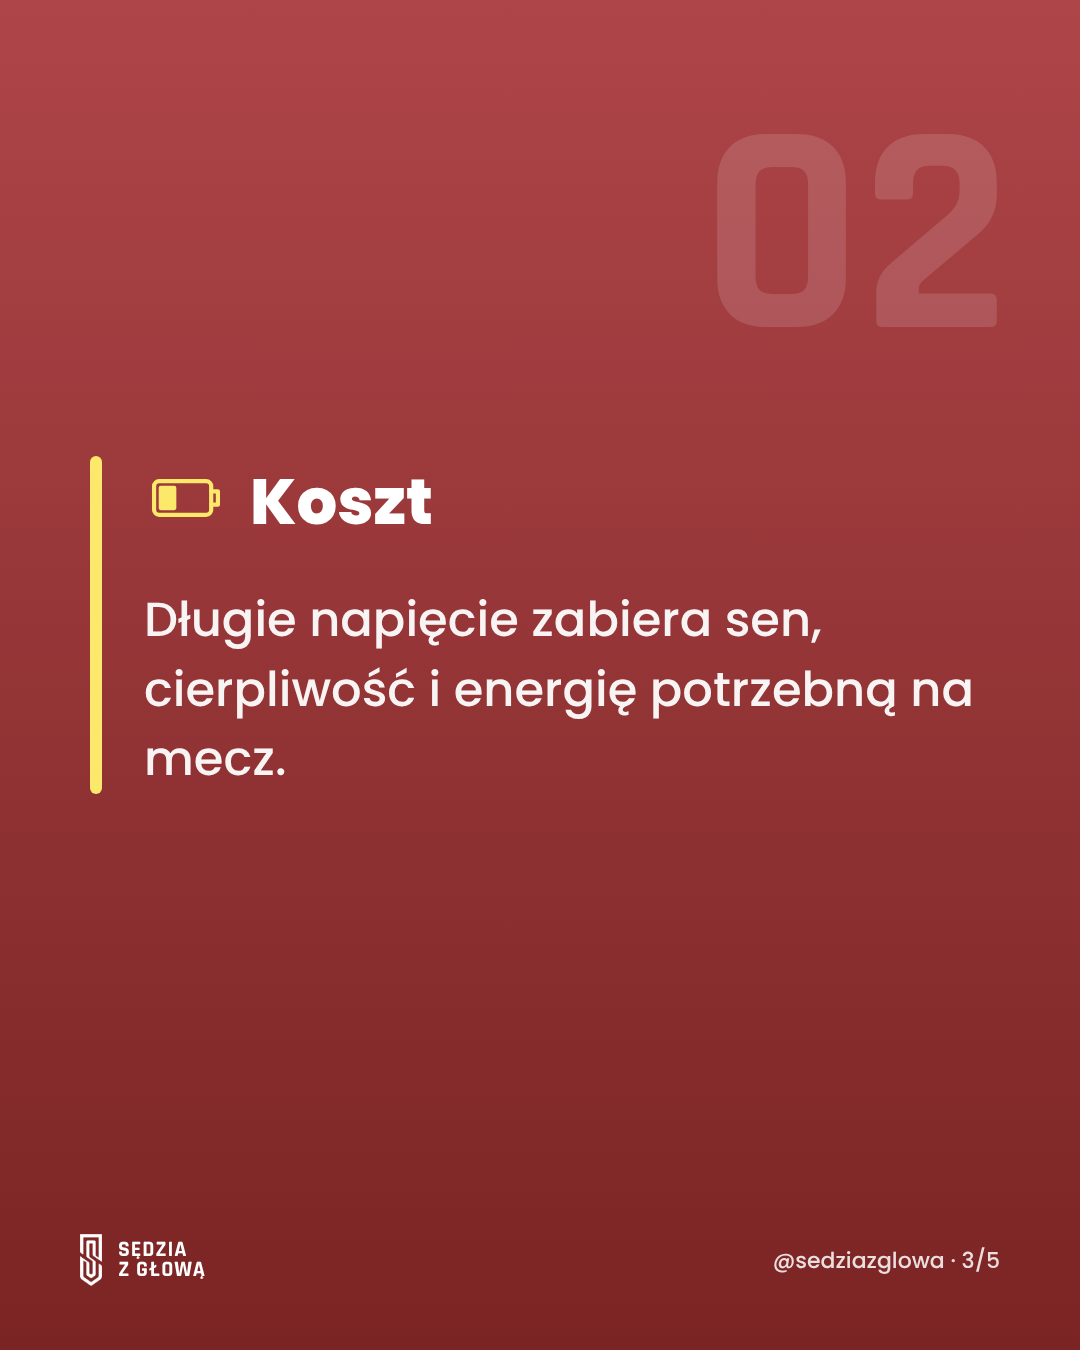 02
Koszt
Długie napięcie zabiera sen,
cierpliwość i energię potrzebną na
mecz.
SĘDZIA
Z GŁOWĄ
@sedziazglowa · 3/5